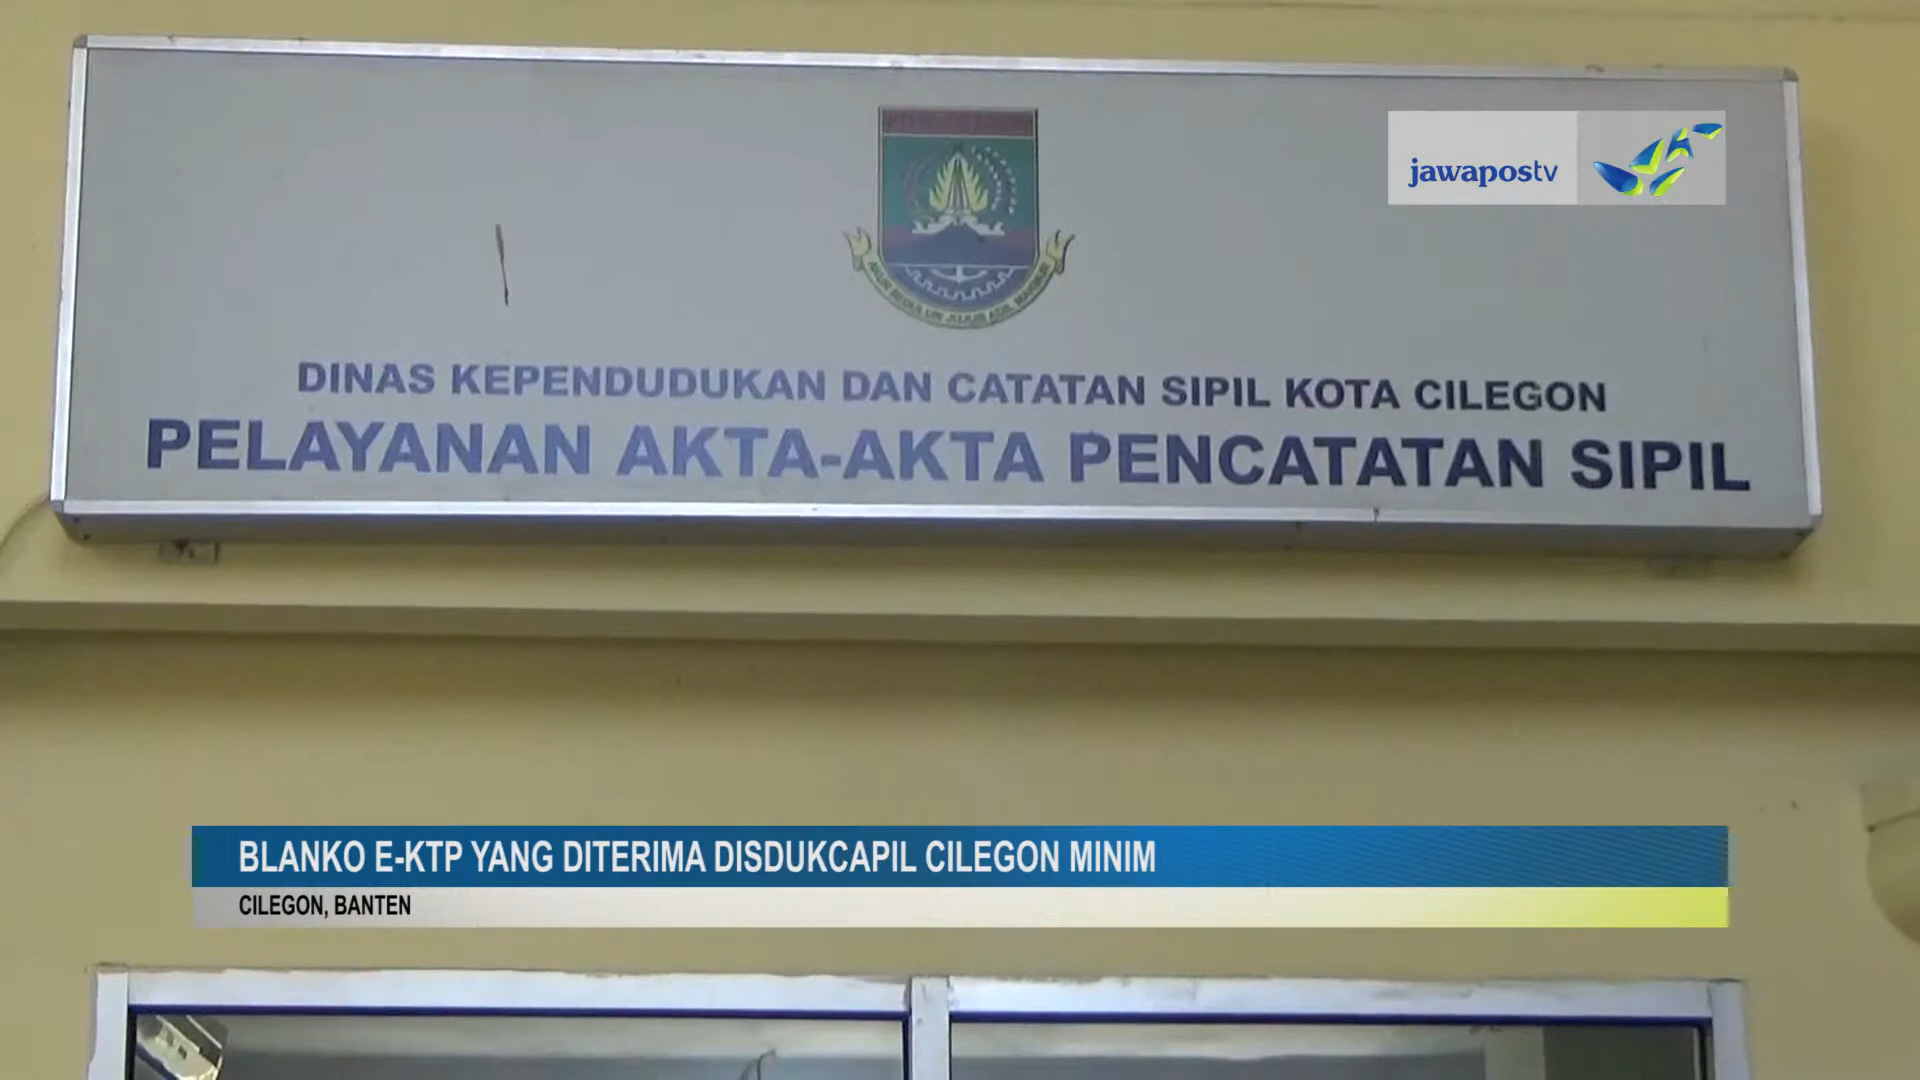 jawapostv
DINAS KEPENDUDUKAN DAN CATATAN SIPIL KOTA CILEGON
PELAYANAN AKTA-AKTA PENCATATAN SIPIL
BLANKO E-KTP YANG DITERIMA DISDUKCAPIL CILEGON MINIM
CILEGON, BANTEN